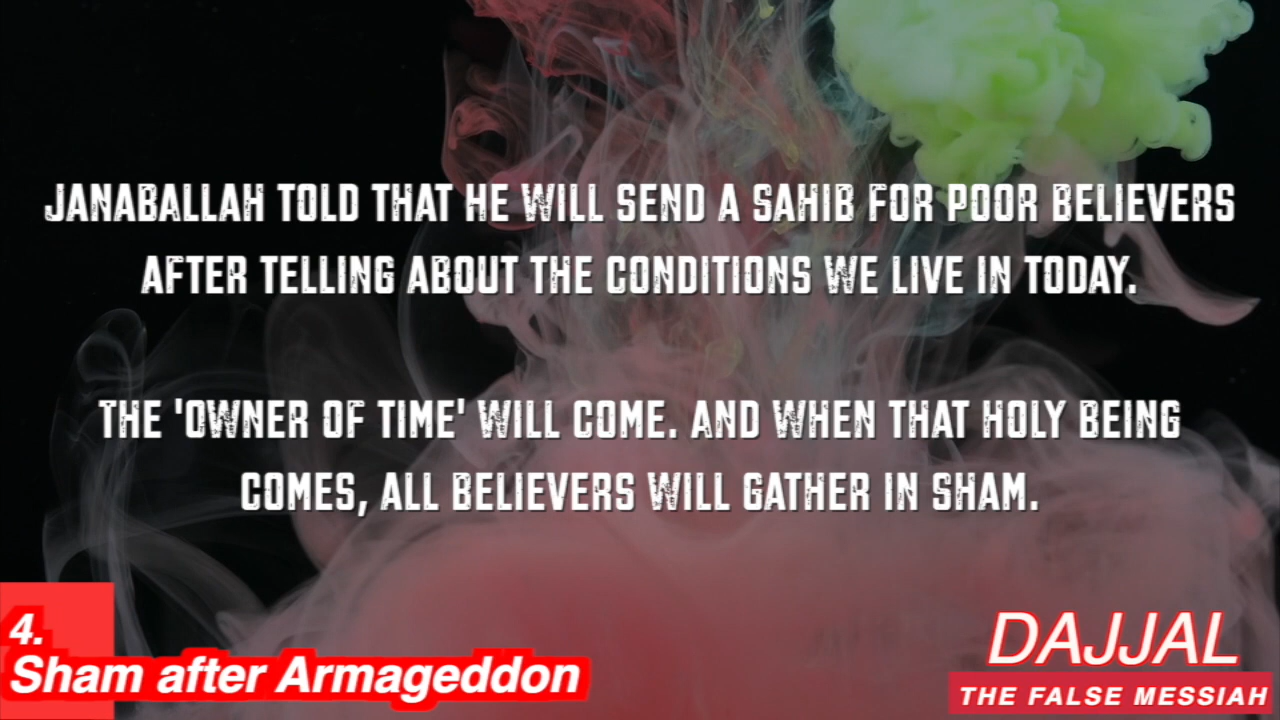 JANABALLAH TOLD THAT HE WILL SEND A SAHIB FOR POOR BELIEVERS
AFTER TELLING ABOUT THE CONDITIONS WE LIVE IN TODAY.
THE 'OWNER OF TIME' WILL COME. AND WHEN THAT HOLY BEING
COMES, ALL BELIEVERS WILL GATHER IN SHAM.
4.
Sham after Armageddon
DAJJAL
THE FALSE MESSIAH